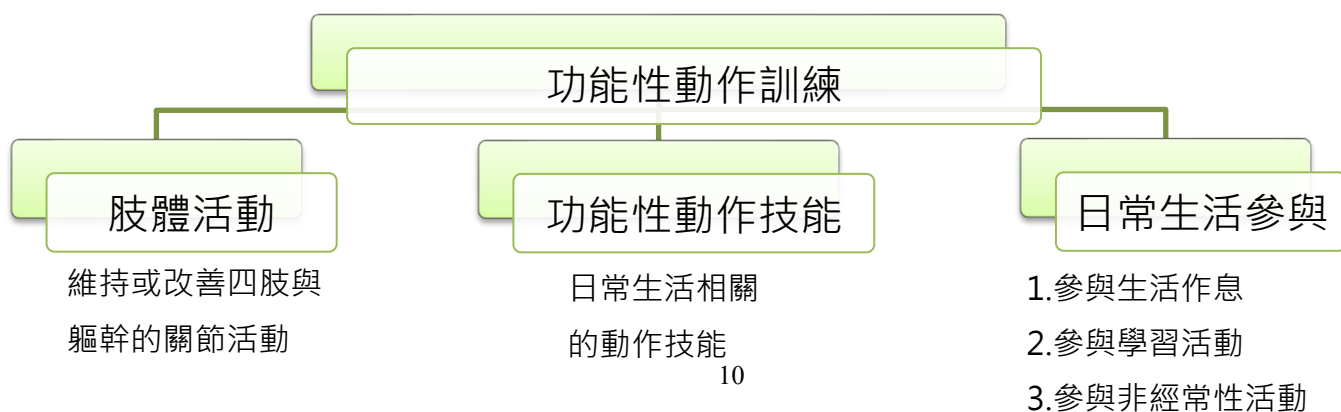 功能性動作訓練
肢體活動
維持或改善四肢與
軀幹的關節活動
功能性動作技能
日常生活相關
的動作技能
日常生活參與
1.參與生活作息
2.參與學習活動
3.參與非經常性活動
10